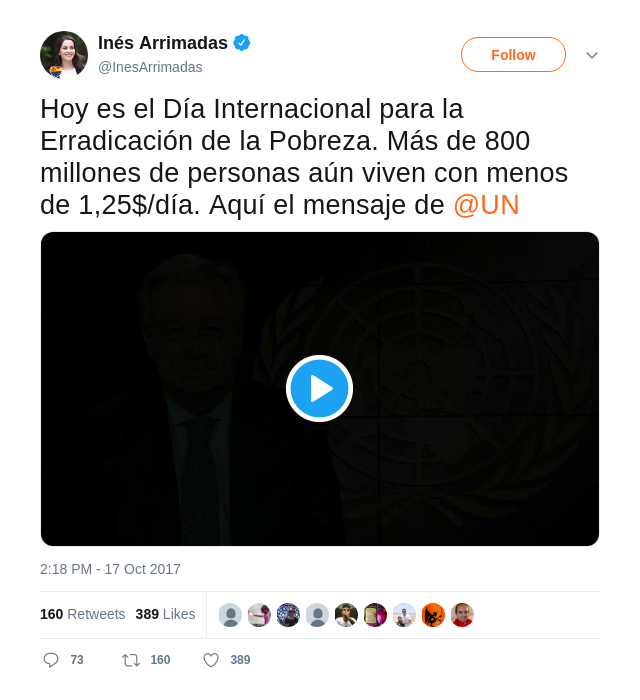 Inés Arrimadas
@InesArrimadas
Follow
Hoy es el Día Internacional para la
Erradicación de la Pobreza. Más de 800
millones de personas aún viven con menos
de 1,25$/día. Aquí el mensaje de @UN
2:18 PM - 17 Oct 2017
160 Retweets 389 Likes
73 160 389